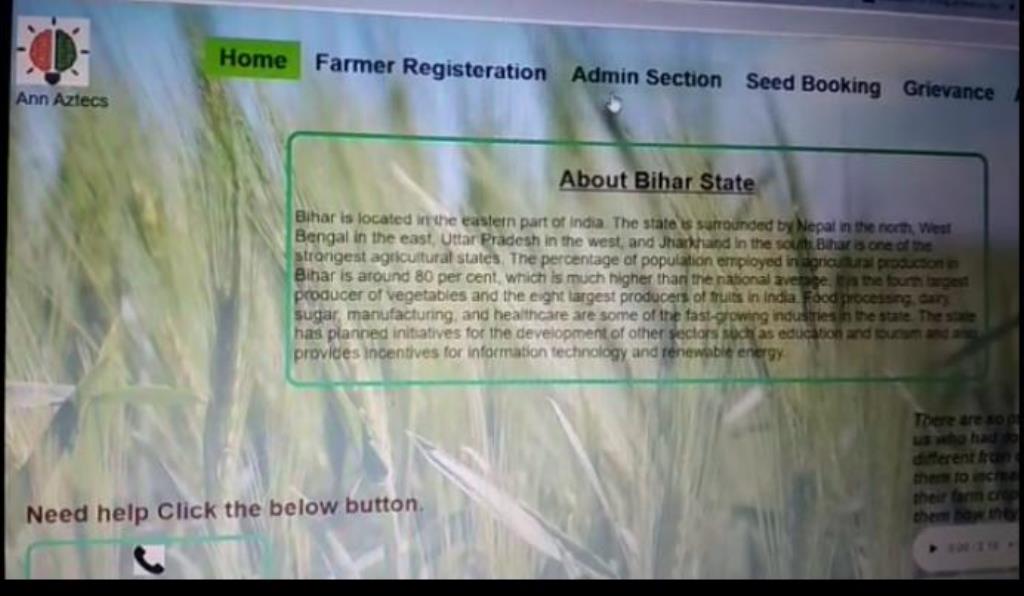 Home Farmer Registeration Admin Section Seed Booking Grievance
Ann Aztecs
About Bihar State
Bihar is located in the eastern part of India. The state is surrounded by Nepal in the north, West
Bengal in the east, Uttar Pradesh in the west, and Jharkhand in the south.Bihar is one of the
strongest agricultural states. The percentage of population employed in agricultural production in
Bihar is around 80 per cent, which is much higher than the national average. It is the fourth largest
producer of vegetables and the eight largest producers of fruits in India. Food processing, dairy,
sugar, manufacturing, and healthcare are some of the fast-growing industries in the state. The state
has planned initiatives for the development of other sectors such as education and tourism and also
provides incentives for information technology and renewable energy.
There are so
us who had
different from
them to
their farm crop
them how they
Need help Click the below button.